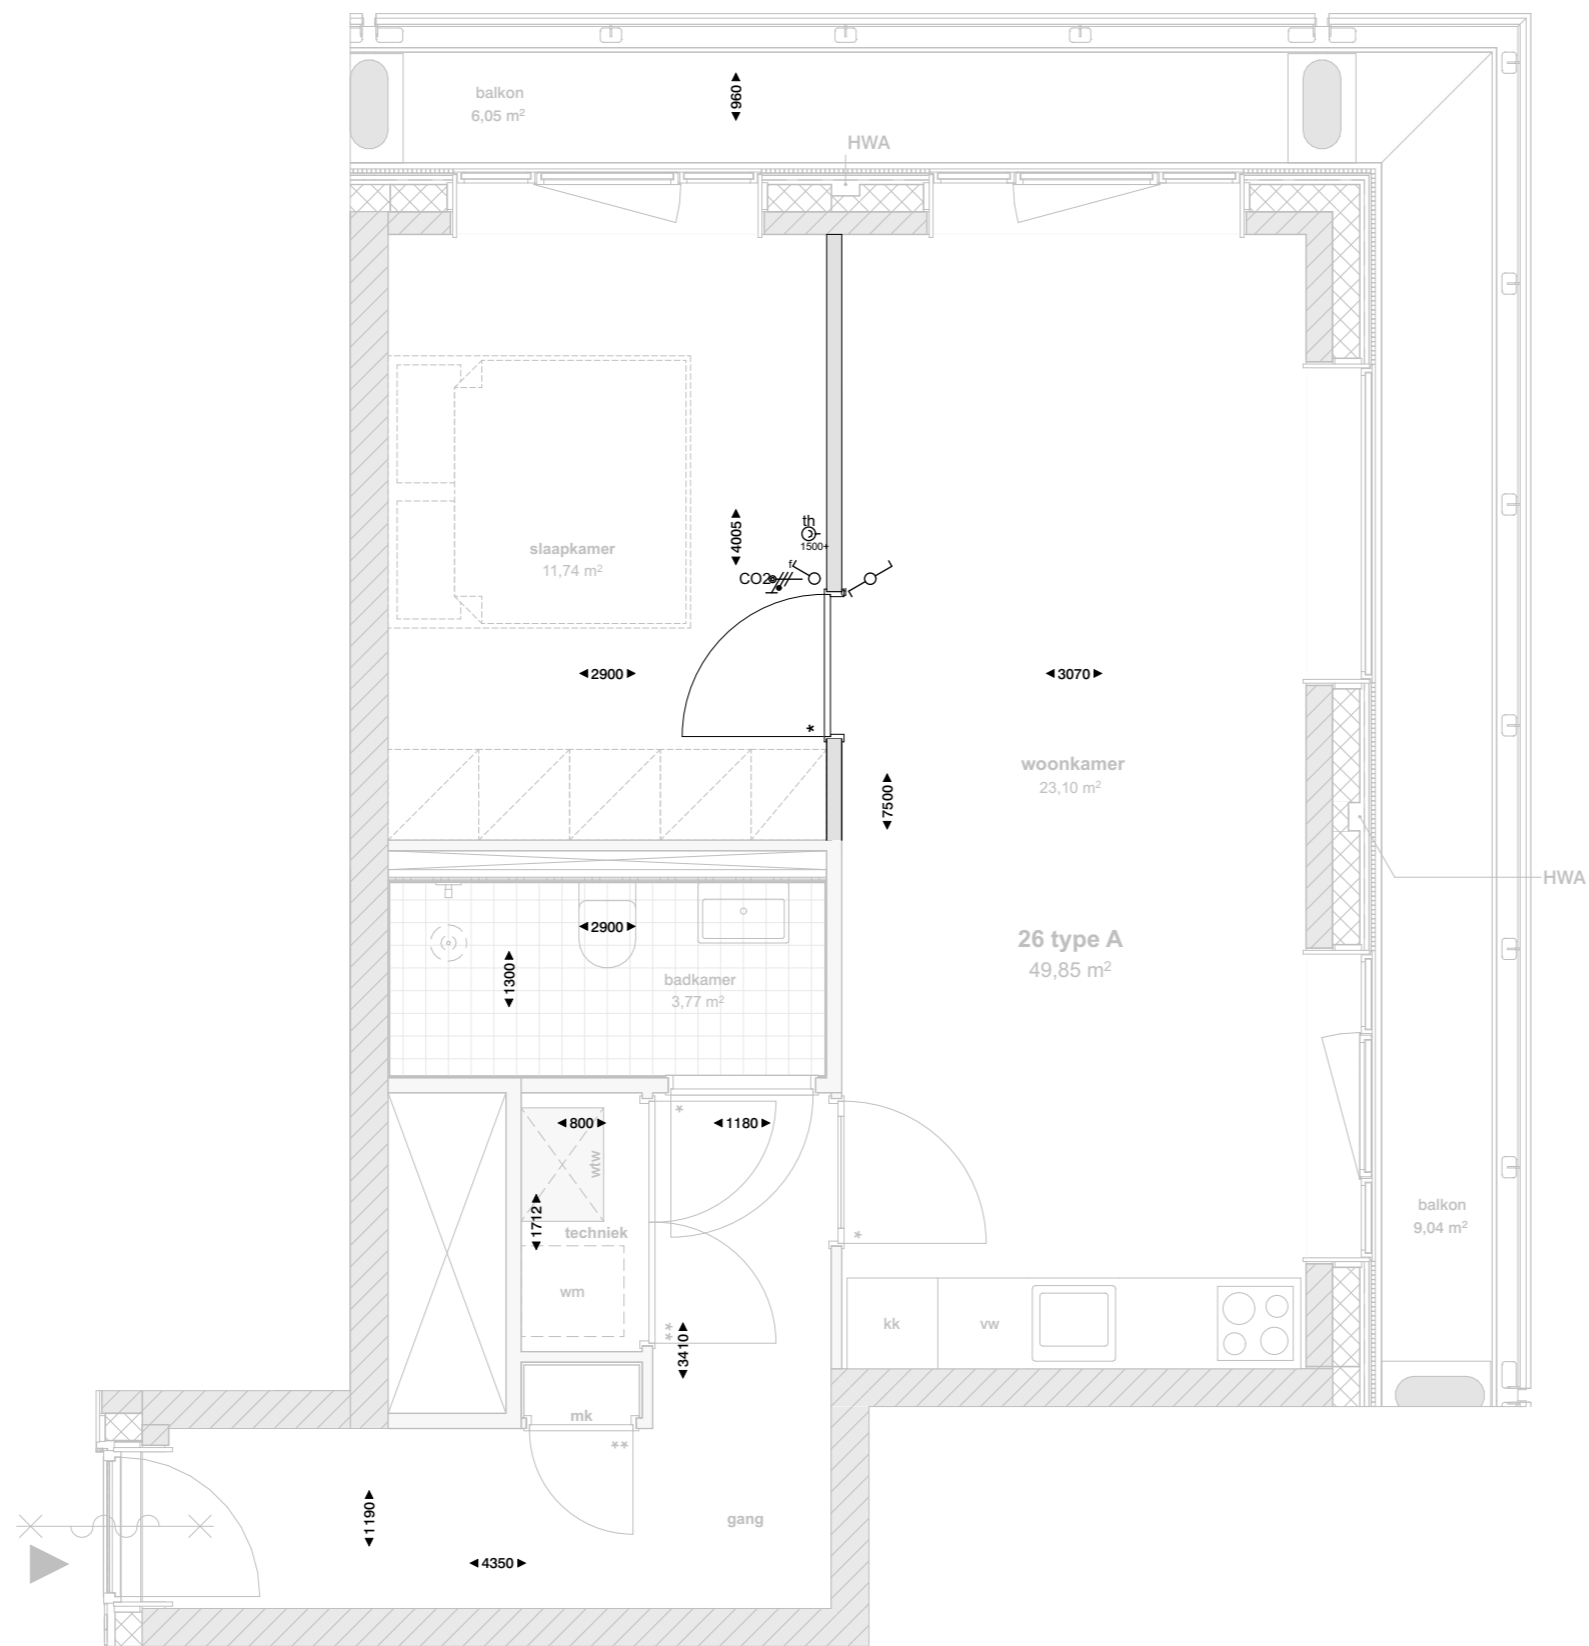 balkon
6,05 m²
960
HWA
th
1500+
f
CO2
4005
slaapkamer
11,74 m²
2900
3070
*
woonkamer
23,10 m²
7500
HWA
2900
1300
badkamer
3,77 m²
26 type A
49,85 m²
800
*
1180
wtw
1712
techniek
*
balkon
9,04 m²
wm
kk
vw
**
3410
mk
**
1190
gang
4350